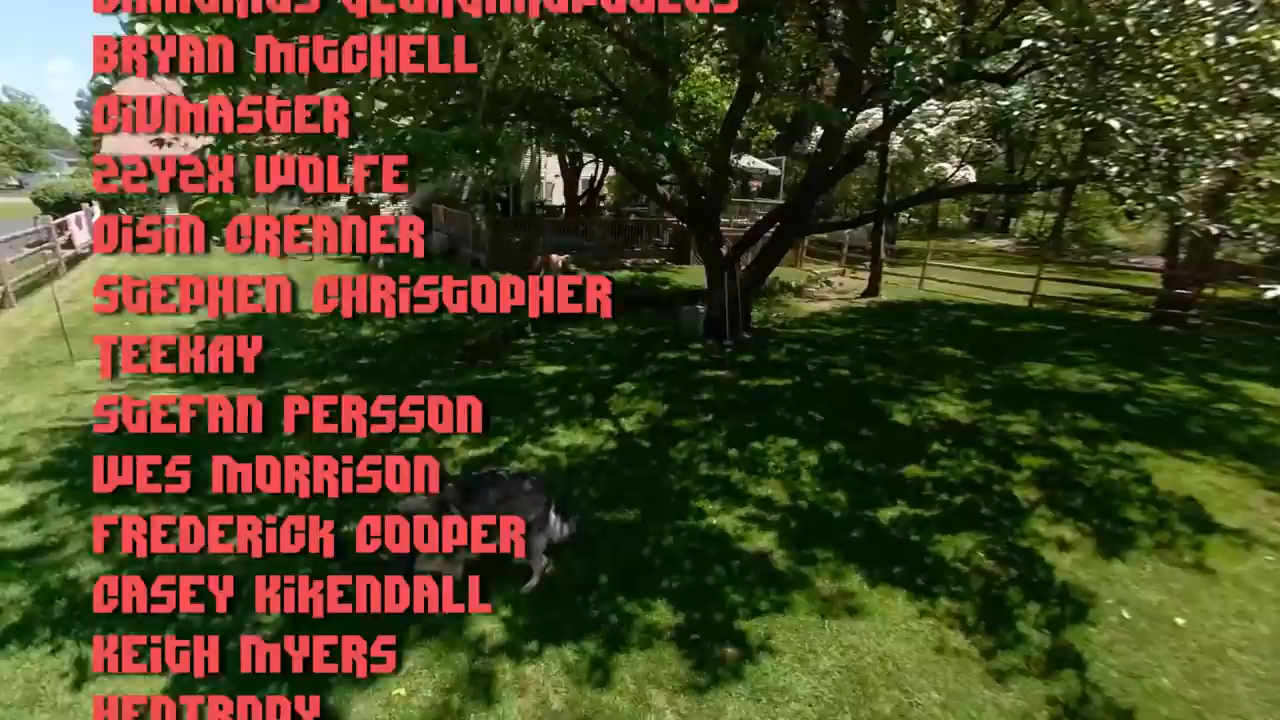 BRYAN MITCHELL
CIVMASTER
22Y2X WOLFE
OISIN CREANER
STEPHEN CHRISTOPHER
TEEKAY
STEFAN PERSSON
WES MORRISON
FREDERICK COOPER
CASEY KIKENDALL
KEITH MYERS